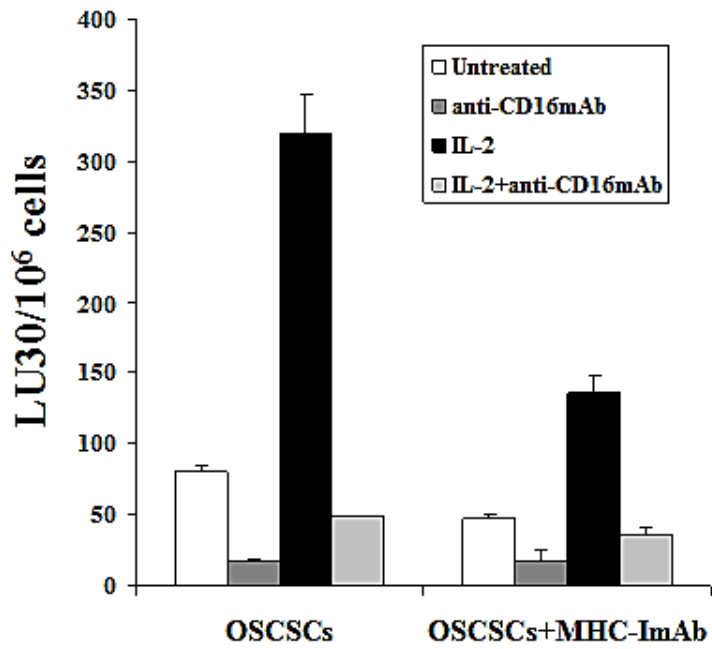 400
350
300
250
200
150
100
50
0
LU30/10⁶ cells
Untreated
anti-CD16mAb
IL-2
IL-2+anti-CD16mAb
OSCSCs
OSCSCs+MHC-ImAb